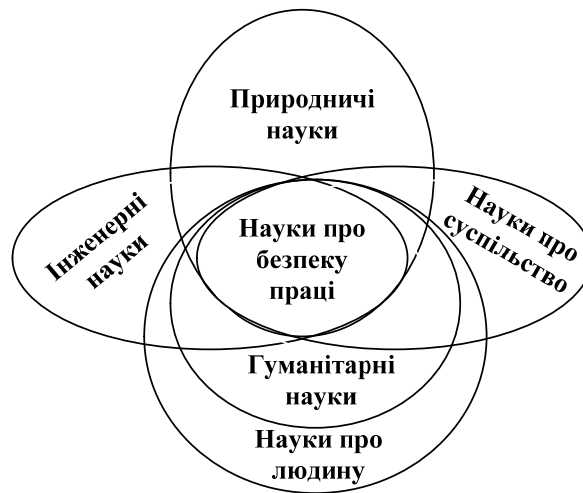 Природничі
науки
Інженерні
науки
Науки про
безпеку
праці
Науки про
суспільство
Гуманітарні
науки
Науки про
людину